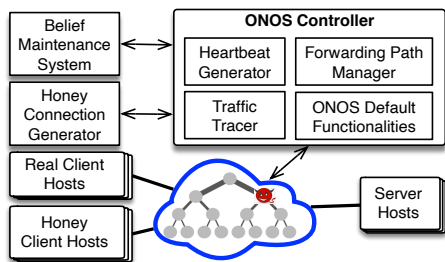 Belief
Maintenance
System
Honey
Connection
Generator
ONOS Controller
Heartbeat
Generator
Forwarding Path
Manager
Traffic
Tracer
ONOS Default
Functionalities
Real Client
Hosts
Honey
Client Hosts
Server
Hosts